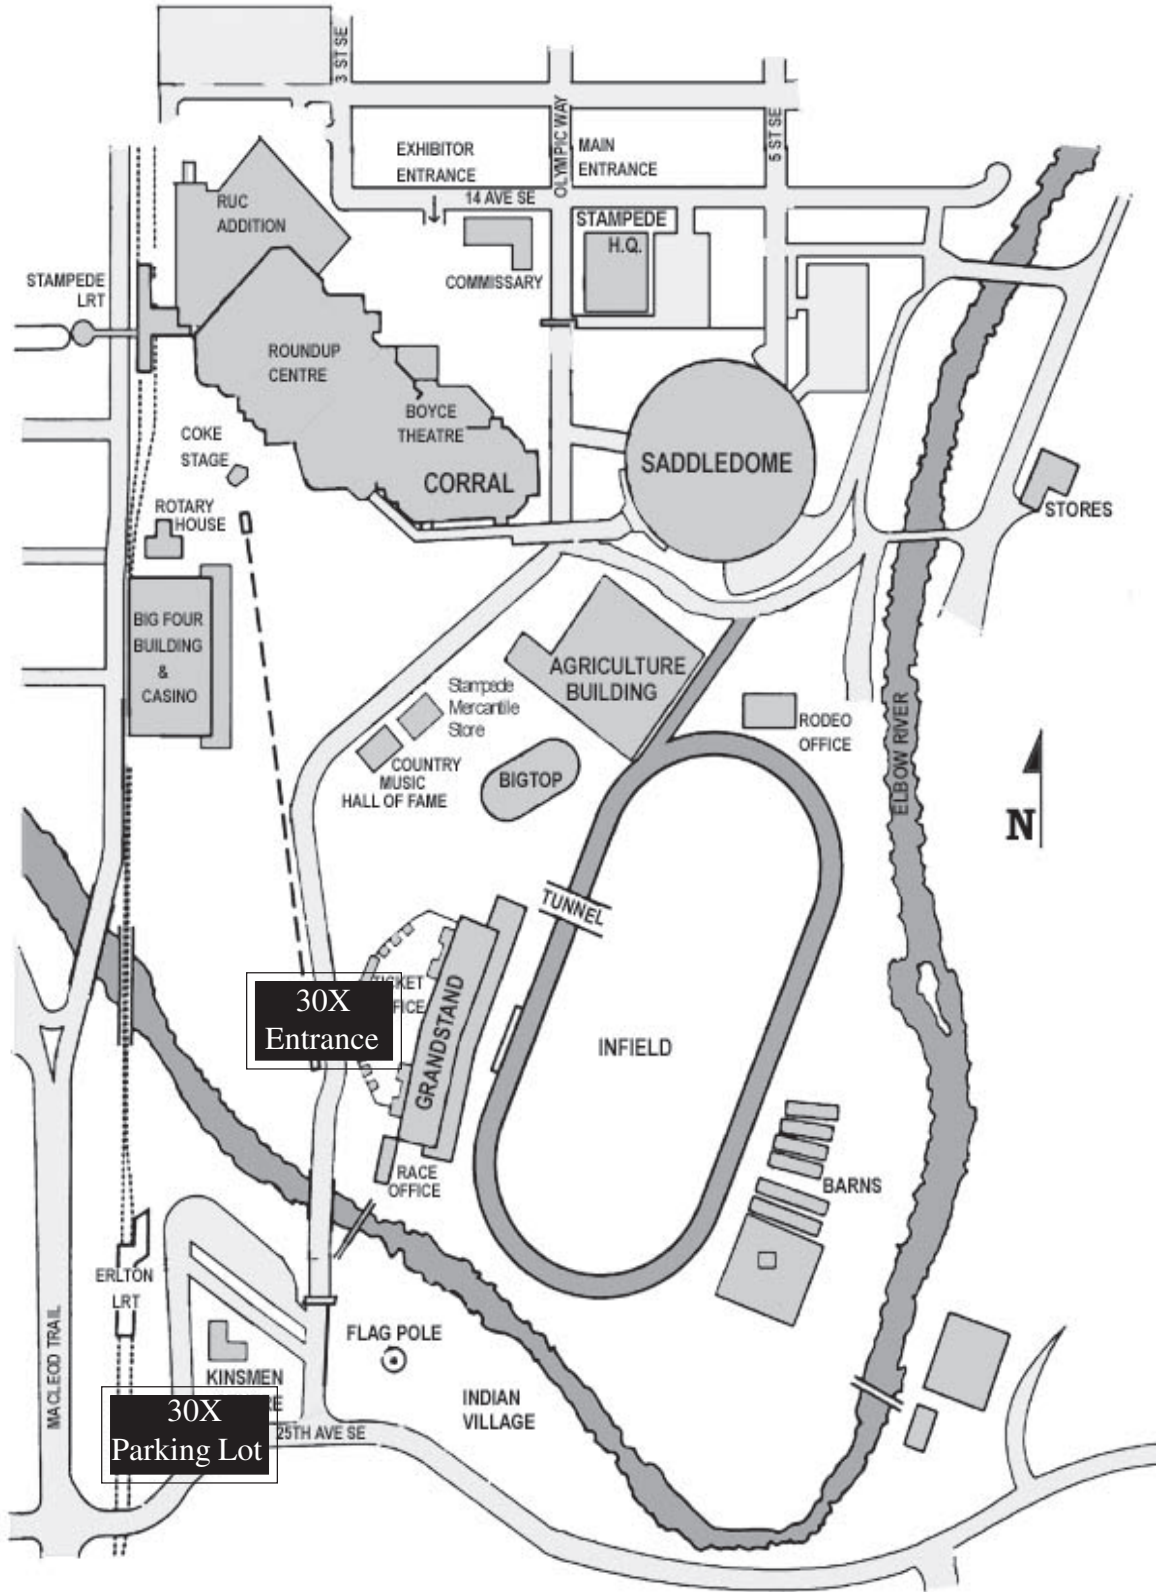 3 ST SE
OLYMPIC WAY
5 ST SE
EXHIBITOR
ENTRANCE
MAIN
ENTRANCE
14 AVE SE
RUC
ADDITION
STAMPEDE
H.Q.
COMMISSARY
STAMPEDE
LRT
ROUNDUP
CENTRE
BOYCE
THEATRE
COKE
STAGE
CORRAL
SADDLEDOME
STORES
ROTARY
HOUSE
BIG FOUR
BUILDING
&
CASINO
AGRICULTURE
BUILDING
Stampede
Mercantile
Store
RODEO
OFFICE
ELBOW RIVER
COUNTRY
MUSIC
HALL OF FAME
BIGTOP
N
TUNNEL
30X
Entrance
GRANDSTAND
INFIELD
RACE
OFFICE
BARNS
ERLTON
LRT
MACLEOD TRAIL
FLAG POLE
KINSMEN
INDIAN
VILLAGE
30X
Parking Lot
25TH AVE SE